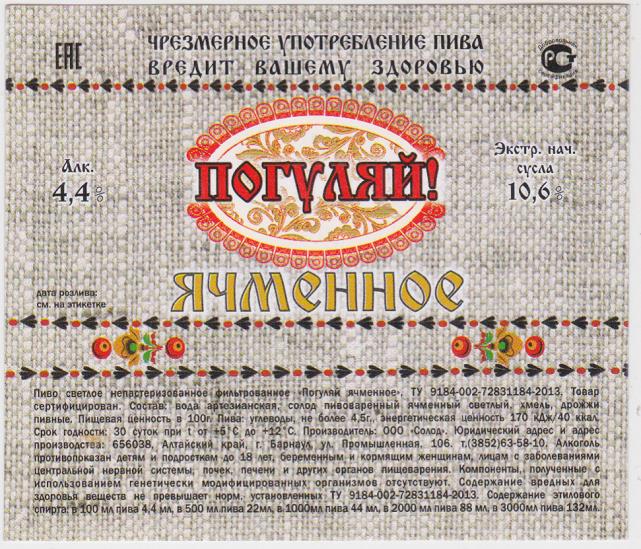 ЕАС
ЧРЕЗМЕРНОЕ УПОТРЕБЛЕНИЕ ПИВА
ВРЕДИТ ВАШЕМУ ЗДОРОВЬЮ
Добровольная
РСТ
сертификация
Алк.
4,4%
ПОГУЛЯЙ!
Экстр. нач.
сусла
10,6%
ЯЧМЕННОЕ
дата розлива:
см. на этикетке
Пиво светлое непастеризованное фильтрованное «Погуляй ячменное», ТУ 9184-002-72831184-2013. Товар
сертифицирован. Состав: вода артезианская, солод пивоваренный ячменный светлый, хмель, дрожжи
пивные. Пищевая ценность в 100г. Пива: углеводы, не более 4,5г., энергетическая ценность 170 кДж/40 ккал.
Срок годности: 30 суток при t от +5°С до +12°С. Производитель: ООО «Солод». Юридический адрес и адрес
производства: 656038, Алтайский край, г. Барнаул, ул. Промышленная, 106. т.(3852)63-58-10. Алкоголь
противопоказан детям и подросткам до 18 лет, беременным и кормящим женщинам, лицам с заболеваниями
центральной нервной системы, почек, печени и других органов пищеварения. Компоненты, полученные с
использованием генетически модифицированных организмов отсутствуют. Содержание вредных для
здоровья веществ не превышает норм, установленных ТУ 9184-002-72831184-2013. Содержание этилового
спирта: в 100 мл пива 4,4 мл, в 500 мл пива 22мл, в 1000мл пива 44 мл, в 2000 мл пива 88 мл, в 3000мл пива 132мл.